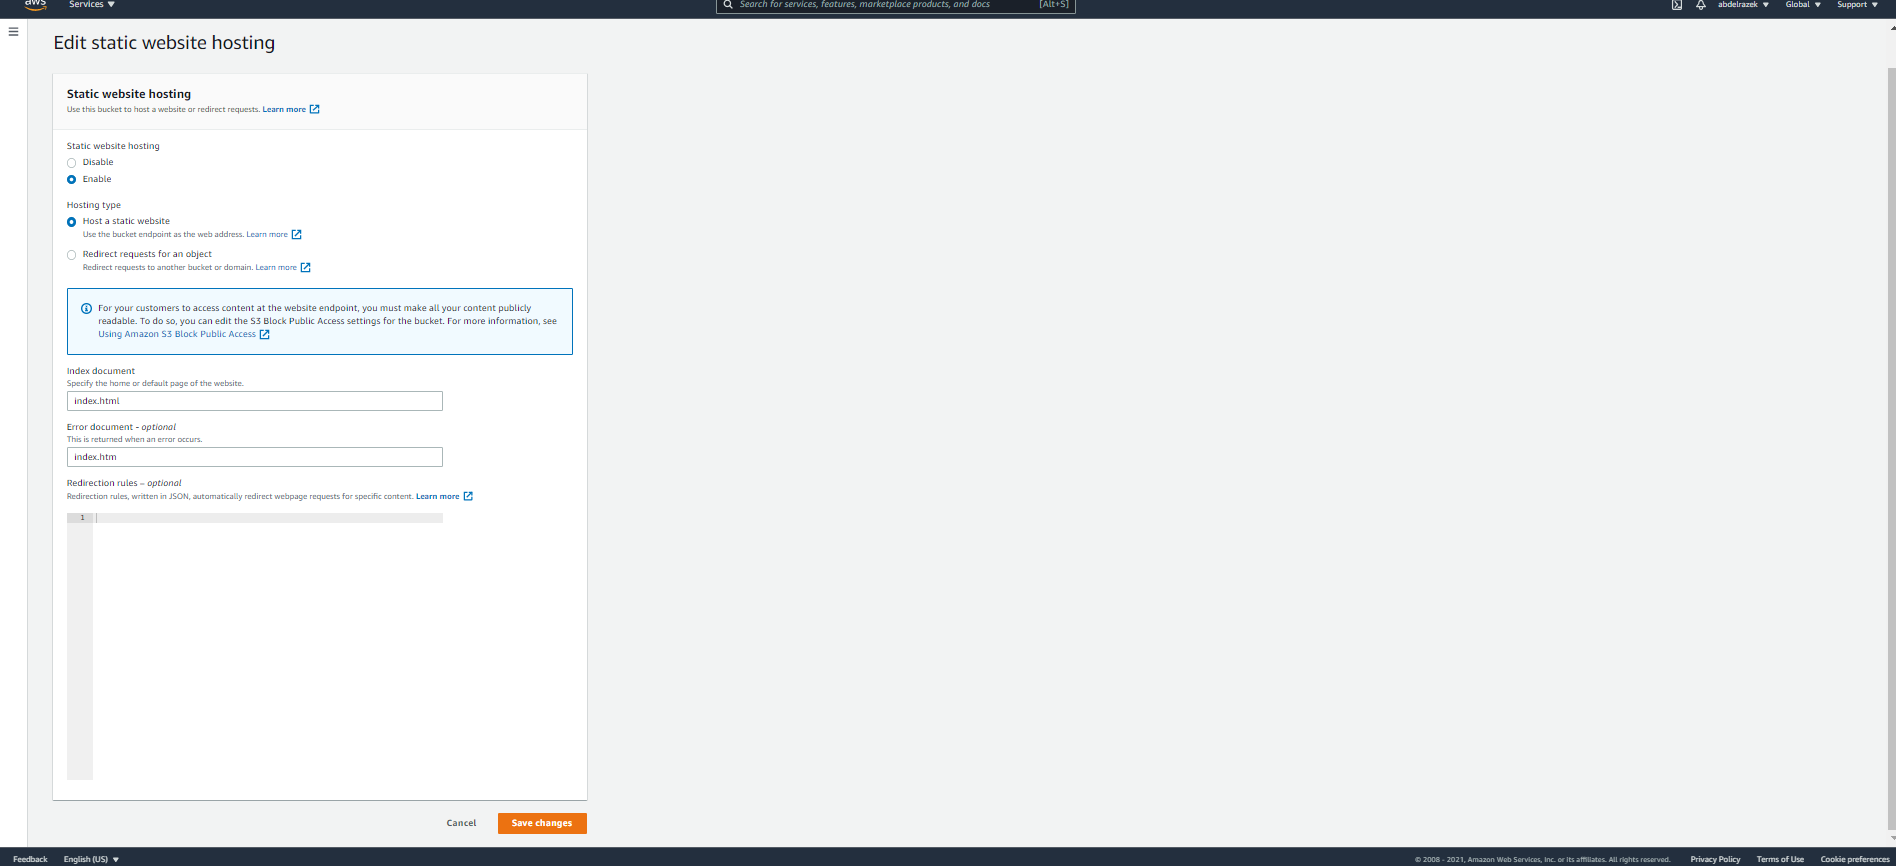 aws Services Search for services, features, marketplace products, and docs [Alt+S] abdelrazek Global Support
Edit static website hosting
Static website hosting
Use this bucket to host a website or redirect requests. Learn more
Static website hosting
Disable
Enable
Hosting type
Host a static website
Use the bucket endpoint as the web address. Learn more
Redirect requests for an object
Redirect requests to another bucket or domain. Learn more
For your customers to access content at the website endpoint, you must make all your content publicly
readable. To do so, you can edit the S3 Block Public Access settings for the bucket. For more information, see
Using Amazon S3 Block Public Access
Index document
Specify the home or default page of the website.
index.html
Error document - optional
This is returned when an error occurs.
index.htm
Redirection rules – optional
Redirection rules, written in JSON, automatically redirect webpage requests for specific content. Learn more
1
Cancel Save changes
Feedback English (US) © 2008 - 2021, Amazon Web Services, Inc. or its affiliates. All rights reserved. Privacy Policy Terms of Use Cookie preferences